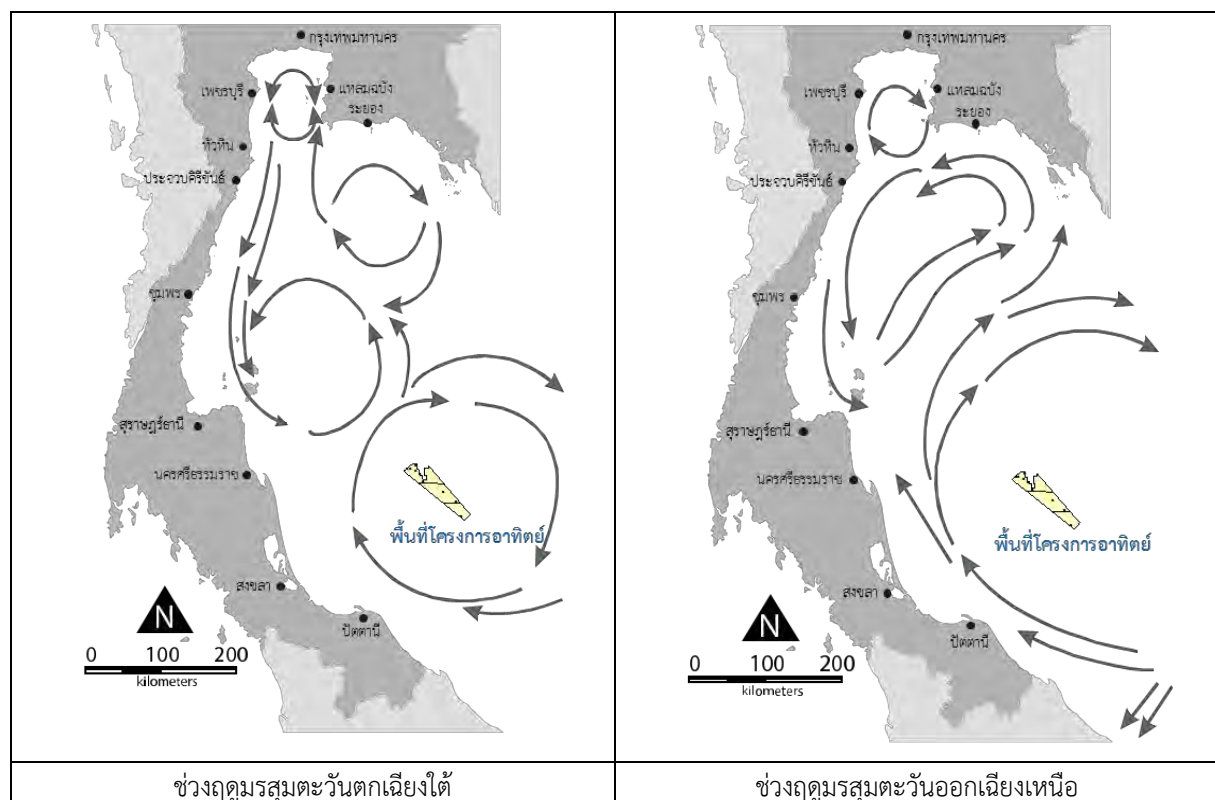 กรุงเทพมหานคร
เพชรบุรี
แหลมฉบัง
ระยอง
หัวหิน
ประจวบคีรีขันธ์
ชุมพร
สุราษฎร์ธานี
นครศรีธรรมราช
พื้นที่โครงการอาทิตย์
สงขลา
ปัตตานี
N
0 100 200
kilometers
ช่วงฤดูมรสุมตะวันตกเฉียงใต้
กรุงเทพมหานคร
เพชรบุรี
แหลมฉบัง
ระยอง
หัวหิน
ประจวบคีรีขันธ์
ชุมพร
สุราษฎร์ธานี
นครศรีธรรมราช
พื้นที่โครงการอาทิตย์
สงขลา
ปัตตานี
N
0 100 200
kilometers
ช่วงฤดูมรสุมตะวันออกเฉียงเหนือ